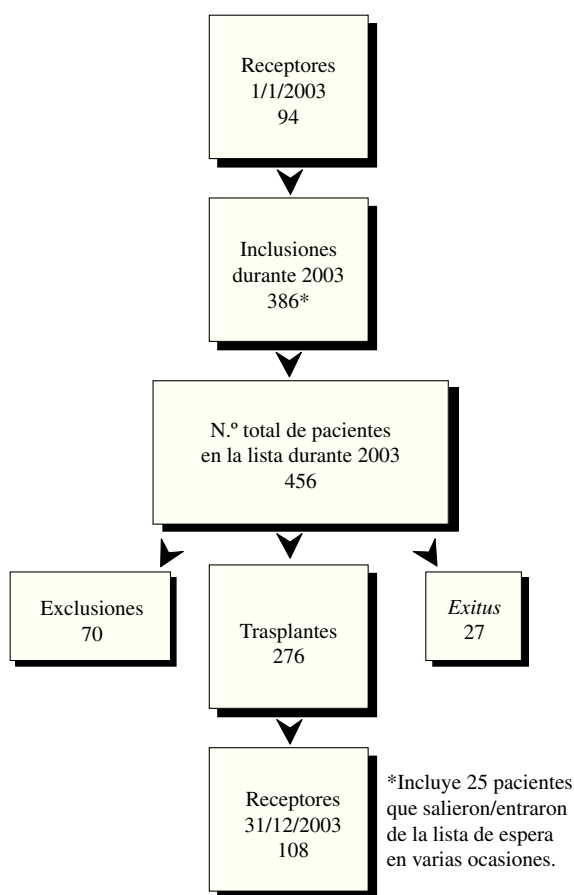 Receptores
1/1/2003
94
Inclusiones
durante 2003
386*
N.º total de pacientes
en la lista durante 2003
456
Exclusiones
70
Trasplantes
276
Exitus
27
Receptores
31/12/2003
108
*Incluye 25 pacientes
que salieron/entraron
de la lista de espera
en varias ocasiones.